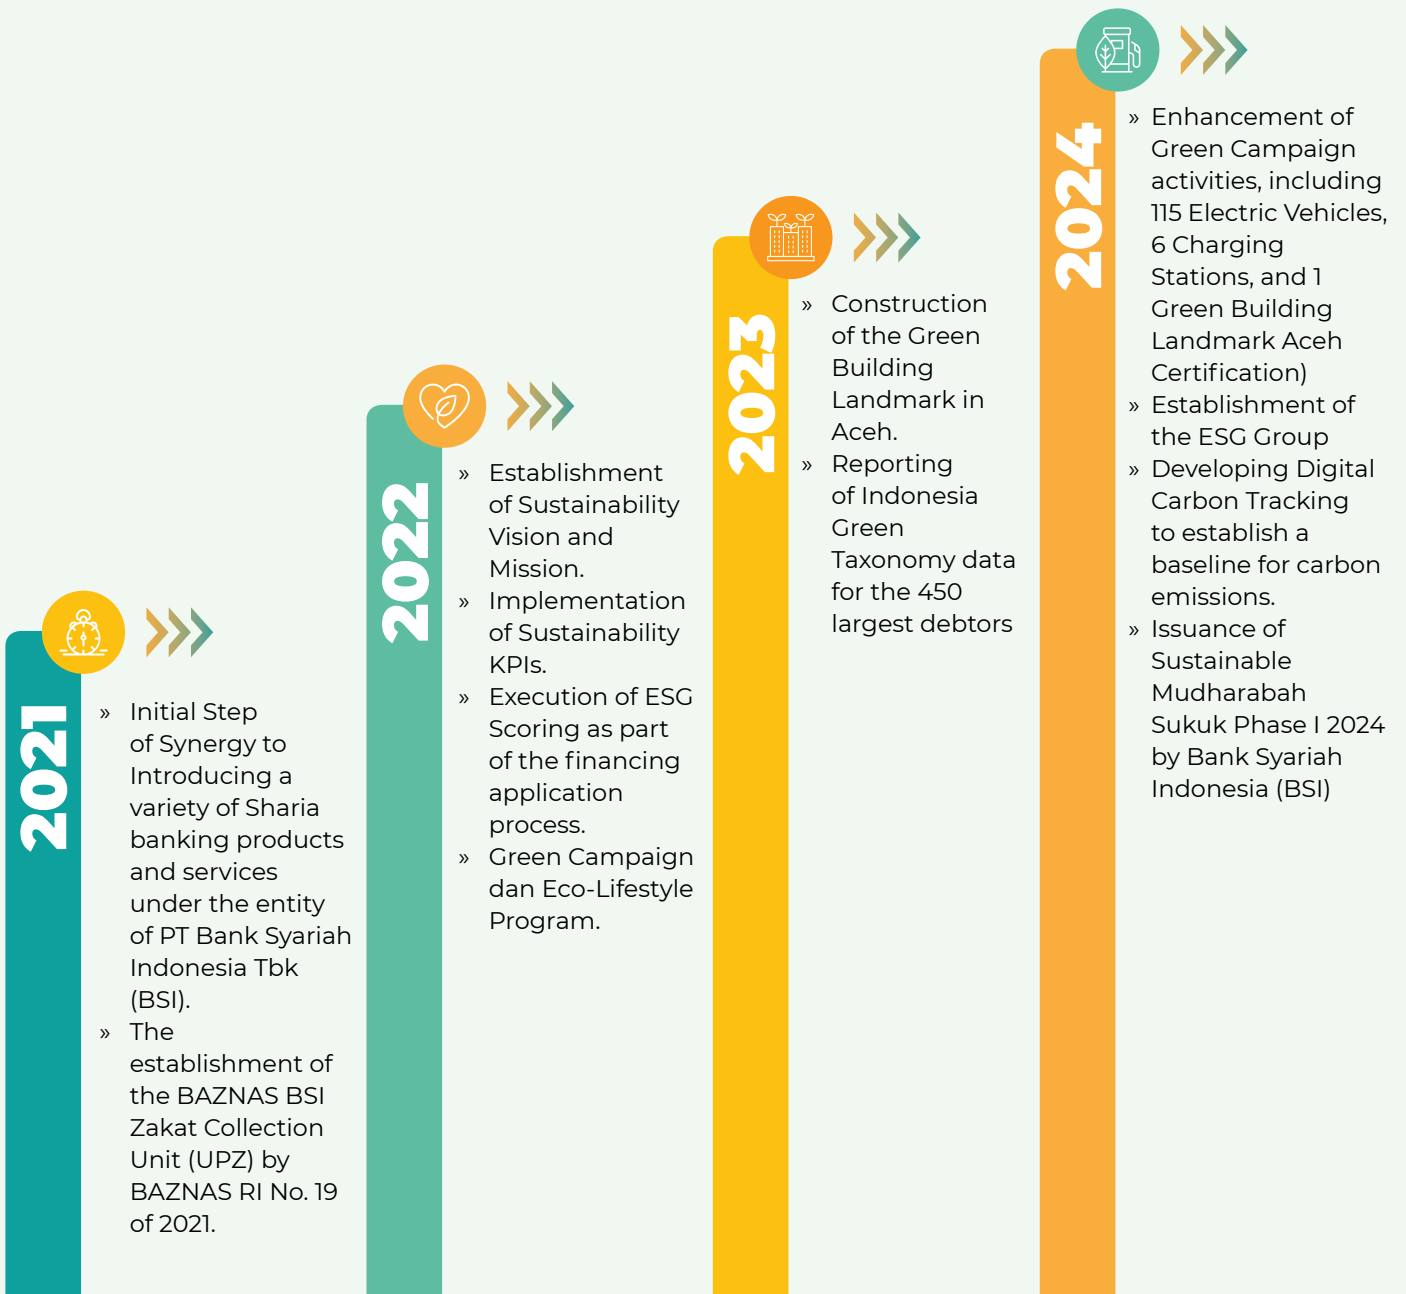 2021
» Initial Step
of Synergy to
Introducing a
variety of Sharia
banking products
and services
under the entity
of PT Bank Syariah
Indonesia Tbk
(BSI).
» The
establishment of
the BAZNAS BSI
Zakat Collection
Unit (UPZ) by
BAZNAS RI No. 19
of 2021.
2022
» Establishment
of Sustainability
Vision and
Mission.
» Implementation
of Sustainability
KPIs.
» Execution of ESG
Scoring as part
of the financing
application
process.
» Green Campaign
dan Eco-Lifestyle
Program.
2023
» Construction
of the Green
Building
Landmark in
Aceh.
» Reporting
of Indonesia
Green
Taxonomy data
for the 450
largest debtors
2024
» Enhancement of
Green Campaign
activities, including
115 Electric Vehicles,
6 Charging
Stations, and 1
Green Building
Landmark Aceh
Certification)
» Establishment of
the ESG Group
» Developing Digital
Carbon Tracking
to establish a
baseline for carbon
emissions.
» Issuance of
Sustainable
Mudharabah
Sukuk Phase I 2024
by Bank Syariah
Indonesia (BSI)